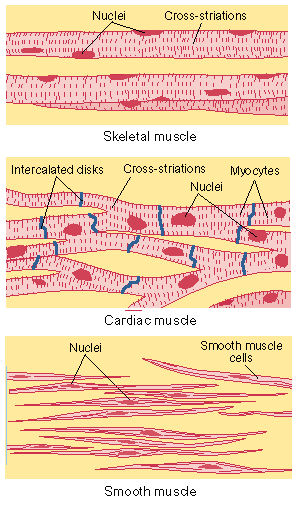 Nuclei
Cross-striations
Skeletal muscle
Intercalated disks
Cross-striations
Nuclei
Myocytes
Cardiac muscle
Nuclei
Smooth muscle
cells
Smooth muscle